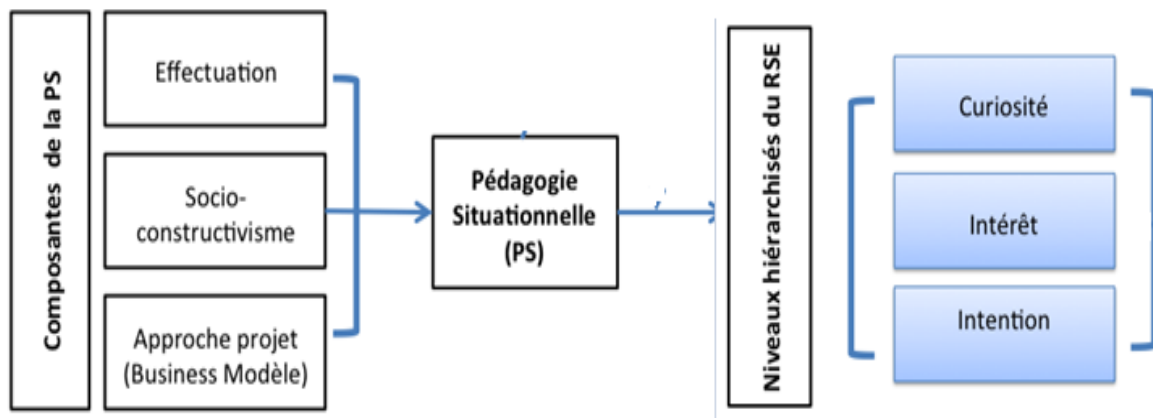 Composantes de la PS
Effectuation
Socio-
constructivisme
Approche projet
(Business Modèle)
Pédagogie
Situationnelle
(PS)
Niveaux hiérarchisés du RSE
Curiosité
Intérêt
Intention